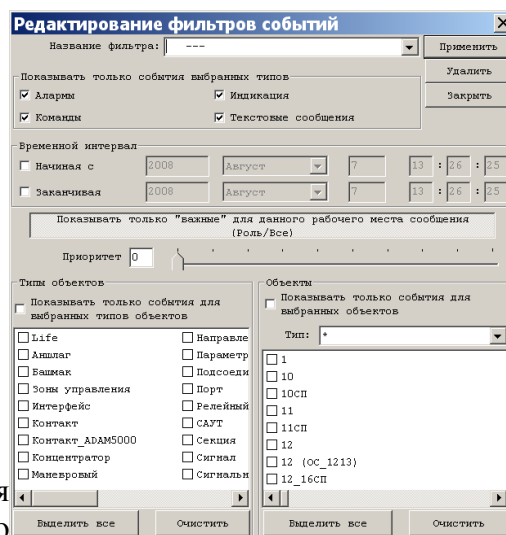 Редактирование фильтров событий
Название фильтра: ---
Применить
Удалить
Закрыть
Показывать только события выбранных типов
Алармы
Индикация
Команды
Текстовые сообщения
Временной интервал
Начиная с 2008 Август 7 13 : 26 : 25
Заканчивая 2008 Август 7 13 : 26 : 25
Показывать только "важные" для данного рабочего места сообщения
(Роль/Все)
Приоритет 0
Типы объектов
Показывать только события для
выбранных типов объектов
Life
Аншлаг
Башмак
Зоны управления
Интерфейс
Контакт
Контакт_ADAM5000
Концентратор
Маневровый
Направле
Параметр
Подсоеди
Порт
Релейный
САУТ
Секция
Сигнал
Сигнальн
Выделить все
Очистить
Объекты
Показывать только события для
выбранных объектов
Тип: *
1
10
10СП
11
11СП
12
12 (ОС_1213)
12_16СП
Выделить все
Очистить
я
о